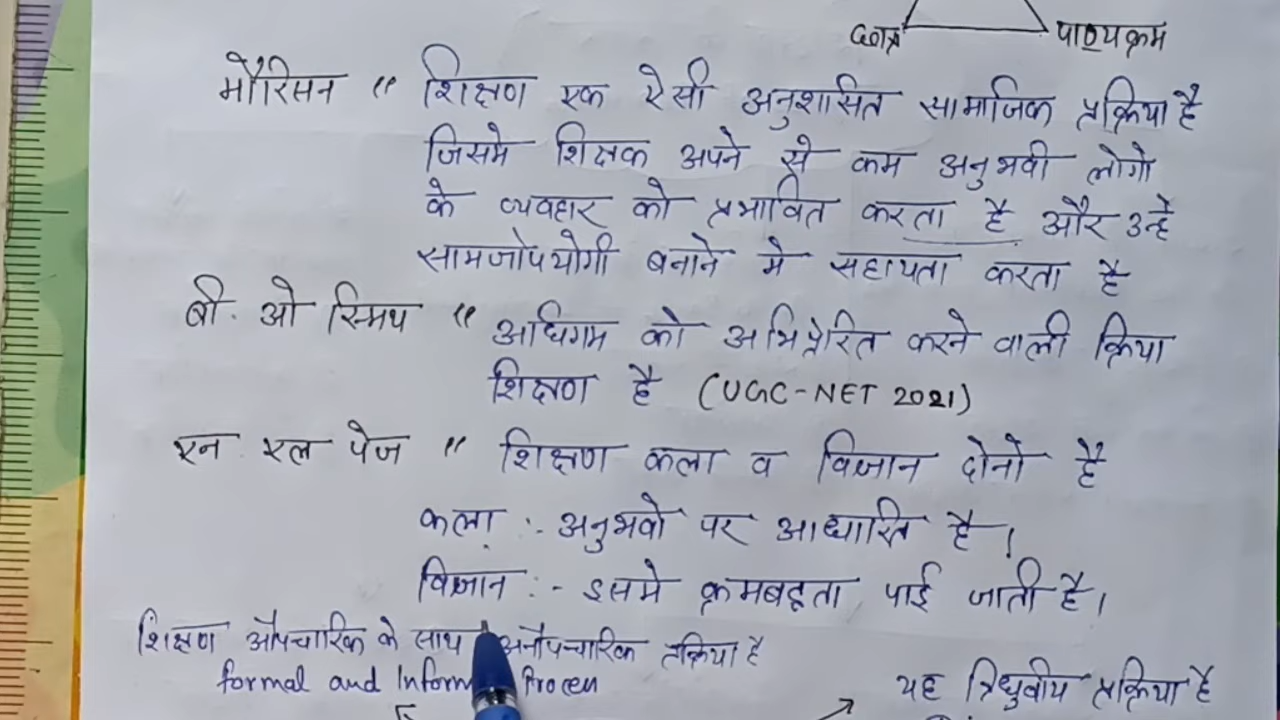 छात्र पाठ्यक्रम
मौरिसन " शिक्षण एक ऐसी अनुशासित सामाजिक प्रक्रिया है
जिसमे शिक्षक अपने से कम अनुभवी लोगो
के व्यवहार को प्रभावित करता है और उन्हे
सामजोपयोगी बनाने मे सहायता करता है
बी. ओ स्मिथ " अधिगम को अभिप्रेरित करने वाली क्रिया
शिक्षण है (UGC-NET 2021)
एन एल पेज " शिक्षण कला व विज्ञान दोनो है
कला :- अनुभवो पर आधारित है।
विज्ञान :- इसमे क्रमबद्धता पाई जाती है।
शिक्षण औपचारिक के साथ अनौपचारिक प्रक्रिया है
formal and Inform Process
यह त्रिध्रुवीय प्रक्रिया है